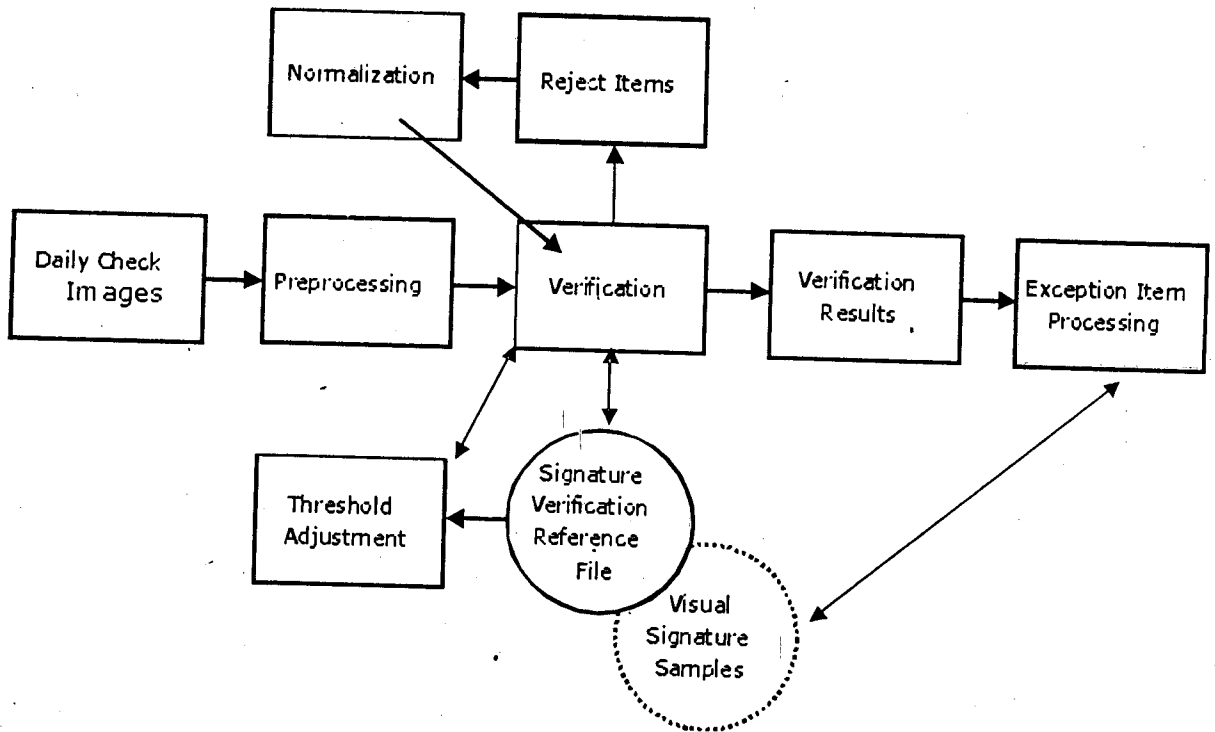 Normalization
Reject Items
Daily Check
Images
Preprocessing
Verification
Verification
Results
Exception Item
Processing
Threshold
Adjustment
Signature
Verification
Reference
File
Visual
Signature
Samples